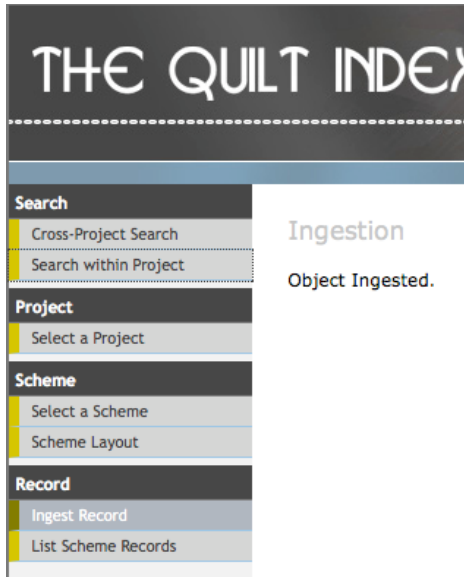 THE QUILT INDEX
Search
Cross-Project Search
Search within Project
Project
Select a Project
Scheme
Select a Scheme
Scheme Layout
Record
Ingest Record
List Scheme Records
Ingestion
Object Ingested.